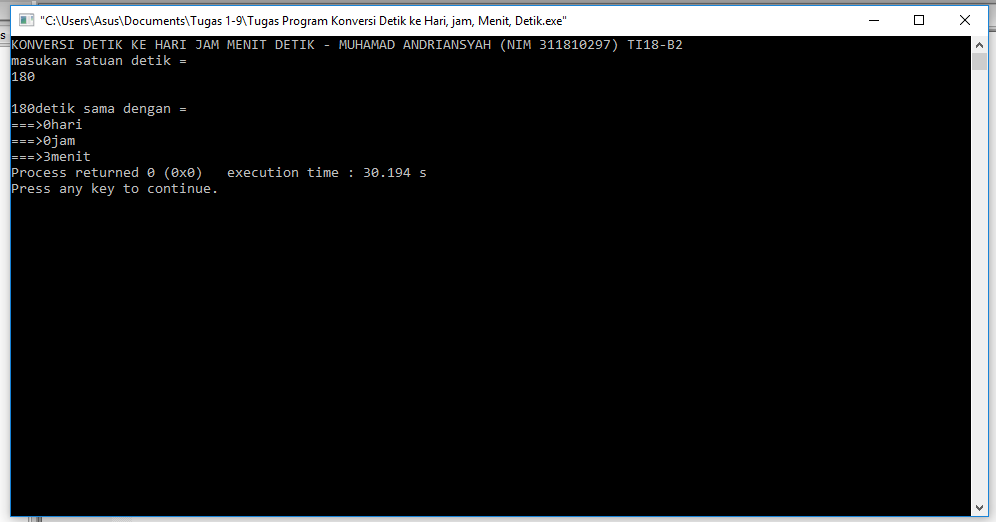 "C:\Users\Asus\Documents\Tugas 1-9\Tugas Program Konversi Detik ke Hari, jam, Menit, Detik.exe"
KONVERSI DETIK KE HARI JAM MENIT DETIK - MUHAMAD ANDRIANSYAH (NIM 311810297) TI18-B2
masukan satuan detik =
180
180detik sama dengan =
===>0hari
===>0jam
===>3menit
Process returned 0 (0x0)   execution time : 30.194 s
Press any key to continue.